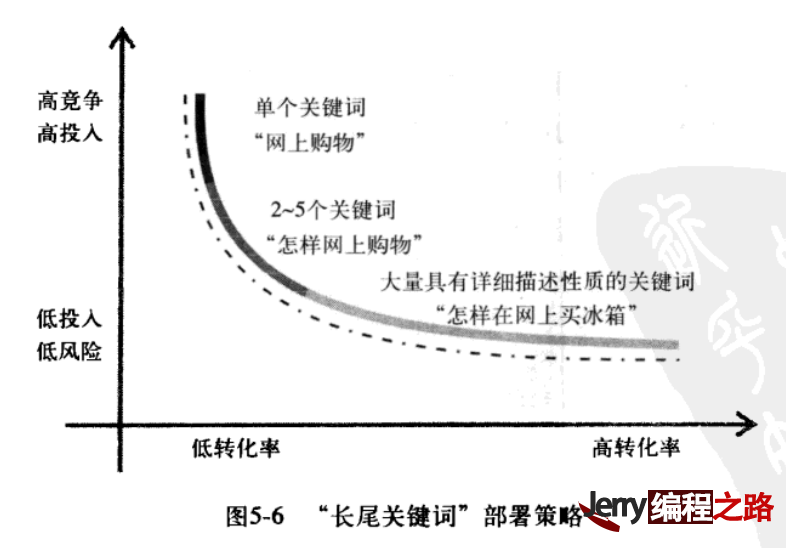 高竞争
高投入
单个关键词
“网上购物”
2~5个关键词
“怎样网上购物”
大量具有详细描述性质的关键词
“怎样在网上买冰箱”
低投入
低风险
低转化率
高转化率
图5-6 “长尾关键词”部署策略
Jerry编程之路